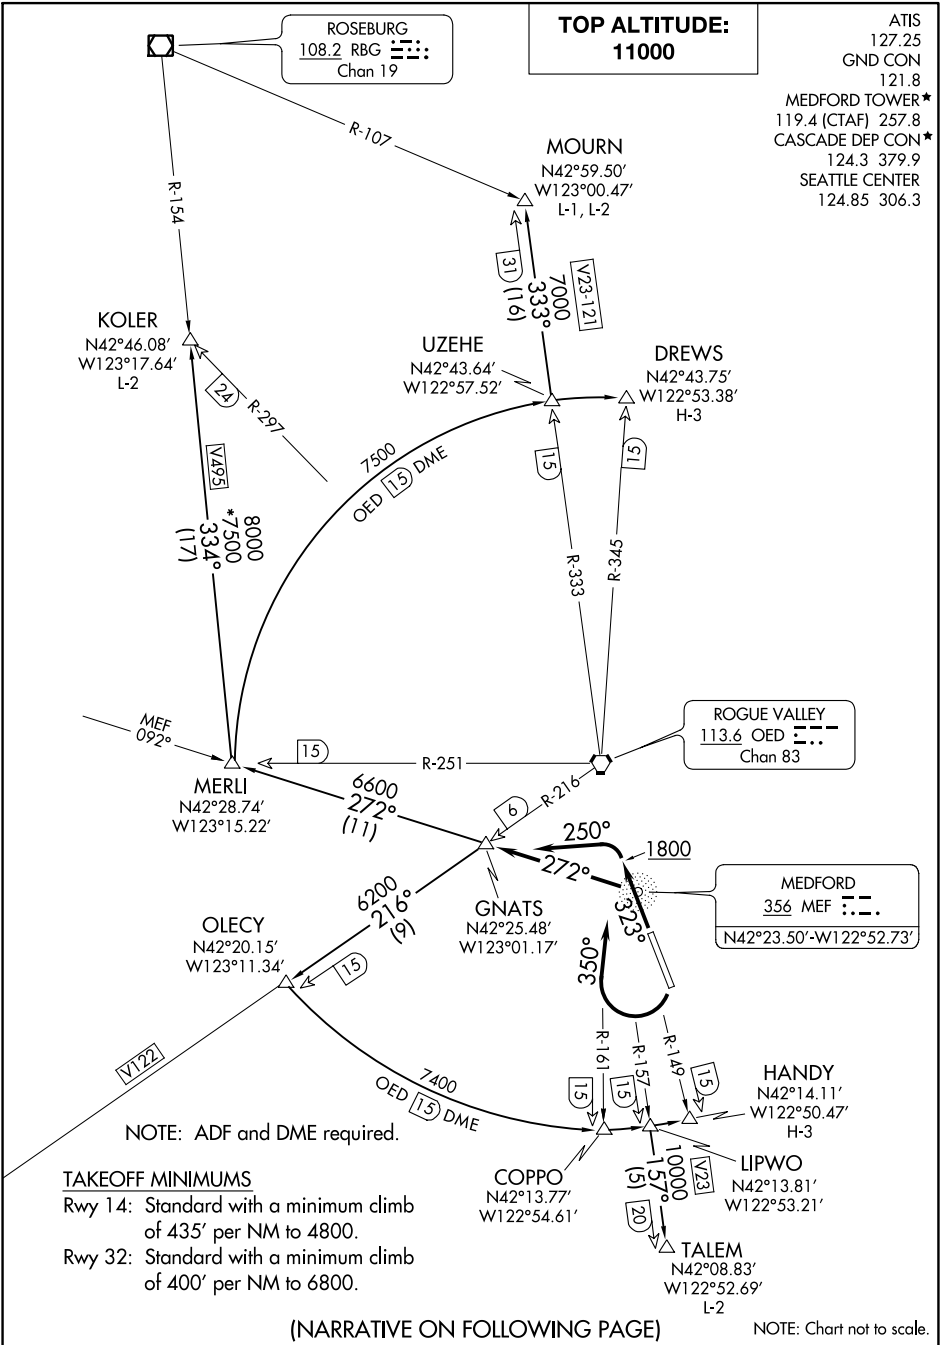 ROSEBURG
108.2 RBG
Chan 19
TOP ALTITUDE:
11000
ATIS
127.25
GND CON
121.8
MEDFORD TOWER★
119.4 (CTAF) 257.8
CASCADE DEP CON★
124.3 379.9
SEATTLE CENTER
124.85 306.3
R-107
R-154
MOURN
N42°59.50′
W123°00.47′
L-1, L-2
31
(16)
333°
7000
V23-121
KOLER
N42°46.08′
W123°17.64′
L-2
24
R-297
UZEHE
N42°43.64′
W122°57.52′
DREWS
N42°43.75′
W122°53.38′
H-3
7500
OED 15 DME
15
15
V495
8000
*7500
334°
(17)
R-333
R-345
MEF
092°
15
R-251
ROGUE VALLEY
113.6 OED
Chan 83
MERLI
N42°28.74′
W123°15.22′
6600
272°
(11)
6
R-216
250°
1800
272°
323°
MEDFORD
356 MEF
N42°23.50′-W122°52.73′
GNATS
N42°25.48′
W123°01.17′
6200
216°
(9)
OLECY
N42°20.15′
W123°11.34′
15
350°
V122
R-161
R-157
R-149
7400
OED 15 DME
15
15
15
HANDY
N42°14.11′
W122°50.47′
H-3
NOTE: ADF and DME required.
COPPO
N42°13.77′
W122°54.61′
10000
157°
(5)
V23
LIPWO
N42°13.81′
W122°53.21′
20
TALEM
N42°08.83′
W122°52.69′
L-2
TAKEOFF MINIMUMS
Rwy 14: Standard with a minimum climb
of 435′ per NM to 4800.
Rwy 32: Standard with a minimum climb
of 400′ per NM to 6800.
(NARRATIVE ON FOLLOWING PAGE)
NOTE: Chart not to scale.